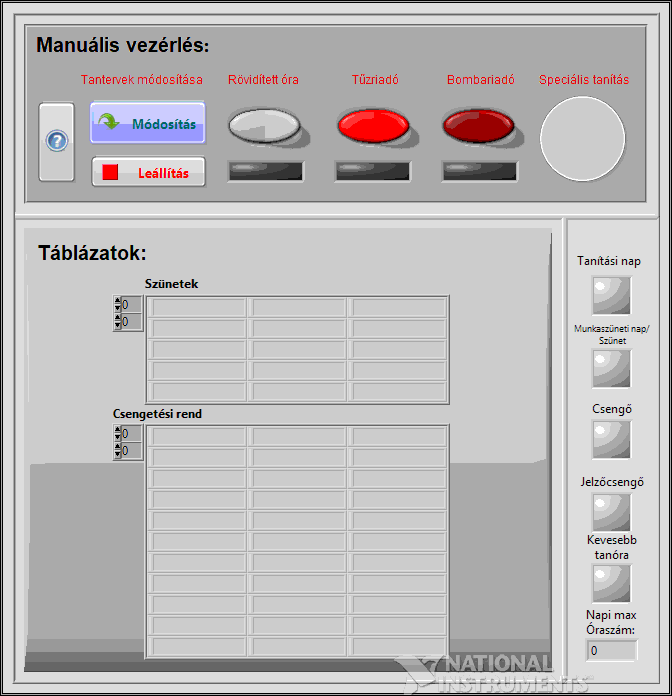 Manuális vezérlés:
Tantervek módosítása
Rövidített óra
Tűzriadó
Bombariadó
Speciális tanítás
?
Módosítás
Leállítás
Táblázatok:
Szünetek
0
0
Csengetési rend
0
0
Tanítási nap
Munkaszüneti nap/
Szünet
Csengő
Jelzőcsengő
Kevesebb
tanóra
Napi max
Óraszám:
0
NATIONAL
INSTRUMENTS